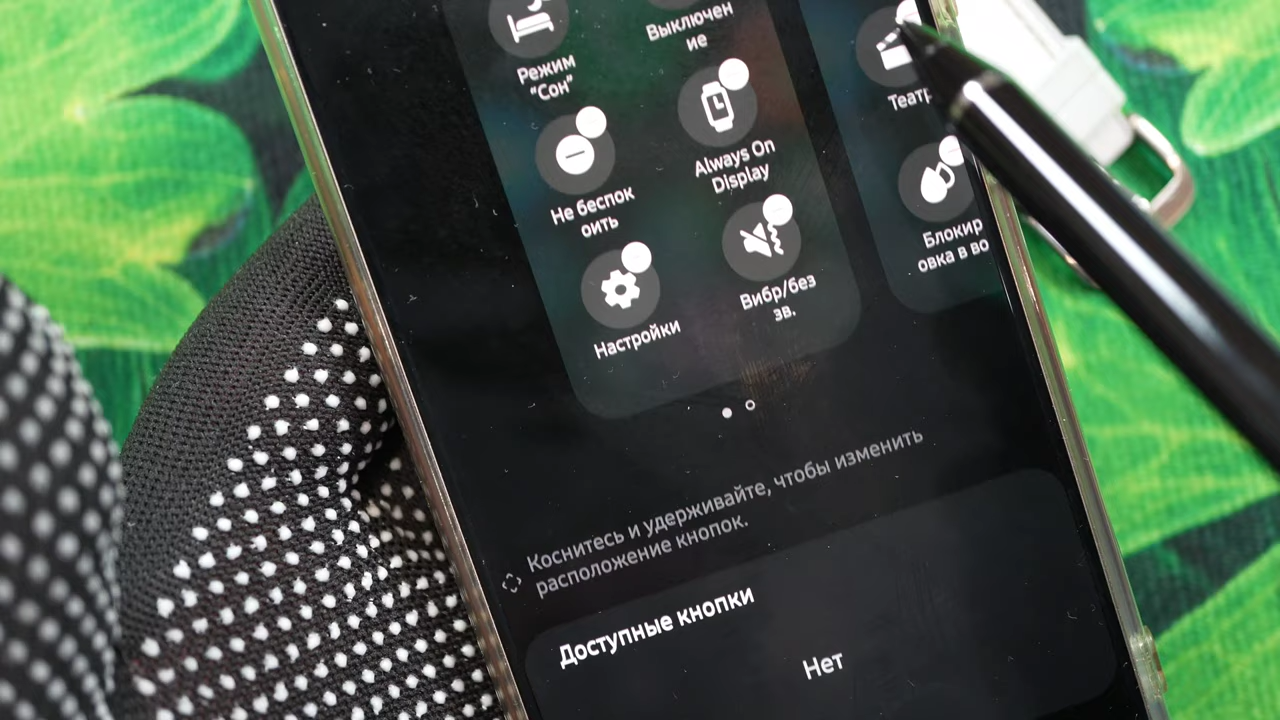 Режим
“Сон”
Выключен
ие
Не беспок
оить
Always On
Display
Настройки
Вибр/без
зв.
Театр
Блокир
овка в во
Коснитесь и удерживайте, чтобы изменить
расположение кнопок.
Доступные кнопки
Нет